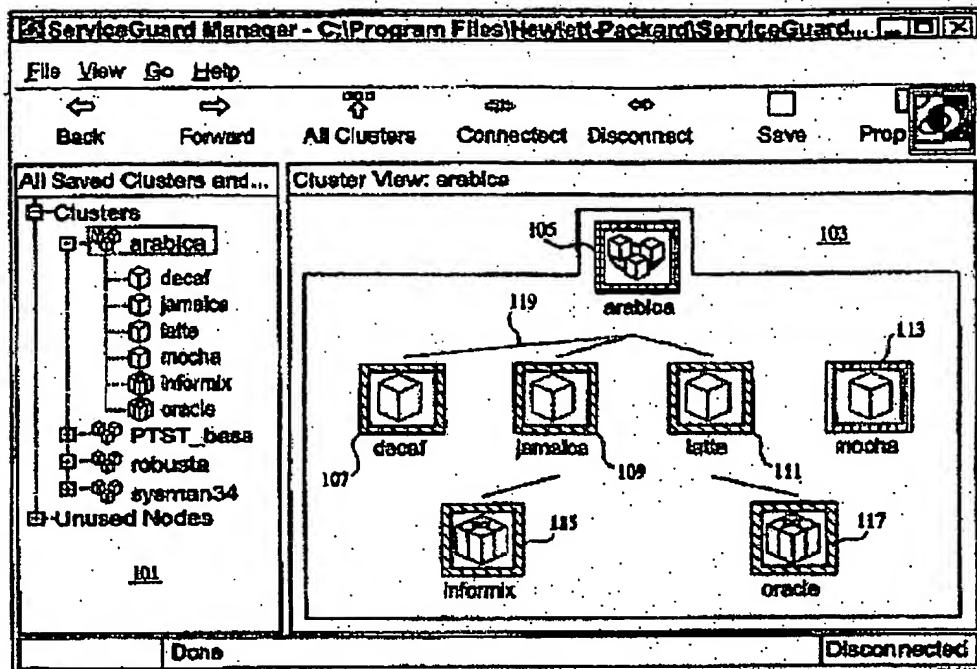 ServiceGuard Manager - C:\Program Files\Hewlett-Packard\ServiceGuard...
File View Go Help
Back Forward All Clusters Connectect Disconnect Save Prop
All Saved Clusters and...
Clusters
arabica
decaf
jamaica
latte
mocha
informix
oracle
PTST_basa
robusta
sysman34
Unused Nodes
101
Cluster View: arabica
105
103
arabica
119
113
decaf
jamaica
latte
mocha
107
109
111
115
117
informix
oracle
Done
Disconnected